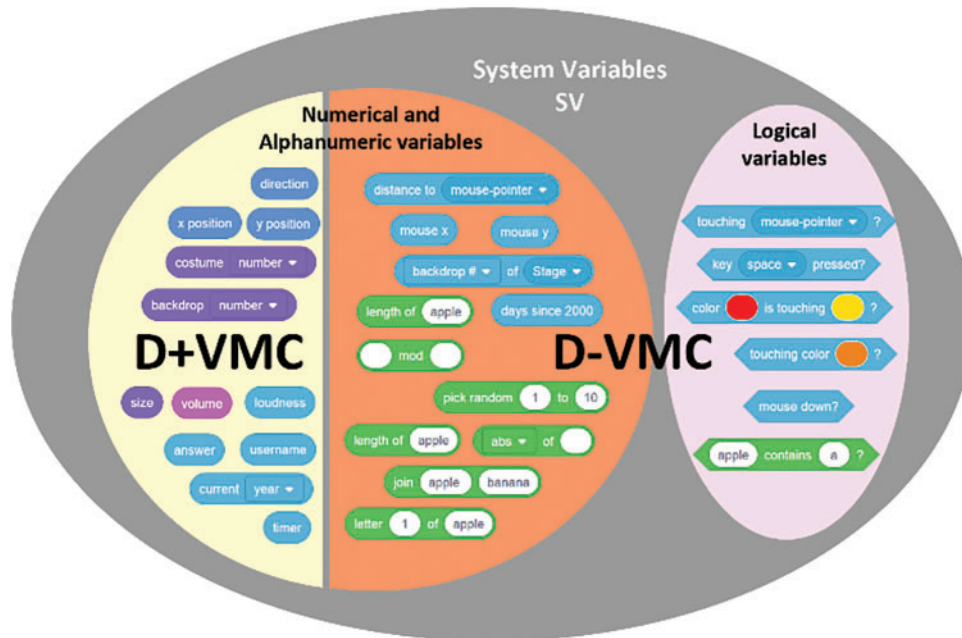 System Variables
SV
Numerical and
Alphanumeric variables
Logical
variables
direction
x position y position
costume number
backdrop number
D+VMC
size volume loudness
answer username
current year
timer
distance to mouse-pointer
mouse x mouse y
backdrop # of Stage
length of apple days since 2000
mod
D-VMC
pick random 1 to 10
length of apple abs of
join apple banana
letter 1 of apple
touching mouse-pointer ?
key space pressed?
color is touching ?
touching color ?
mouse down?
apple contains a ?